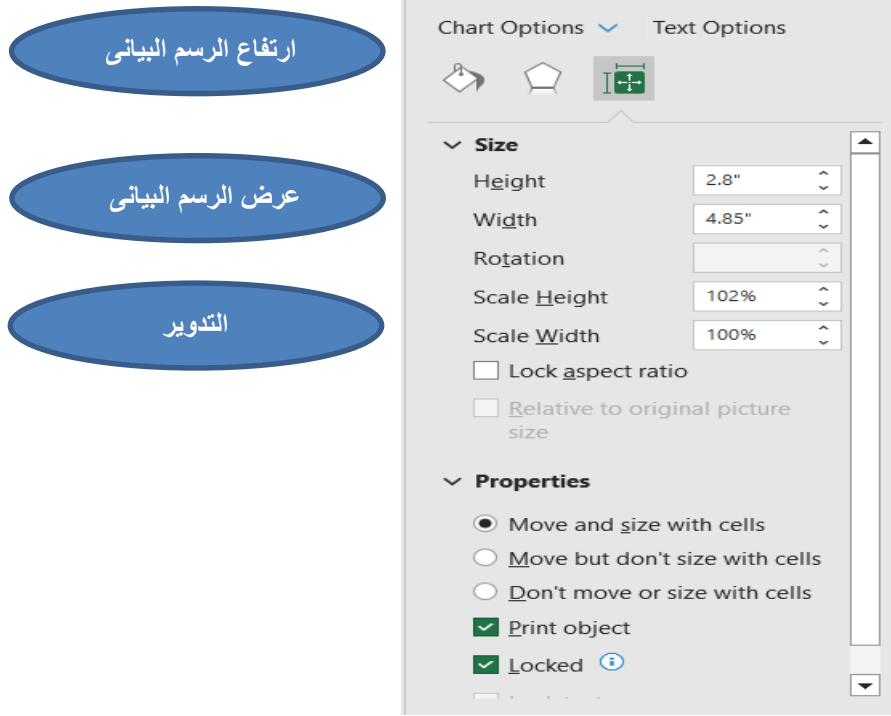 ارتفاع الرسم البيانى
عرض الرسم البيانى
التدوير
Chart Options Text Options
Size
Height 2.8"
Width 4.85"
Rotation
Scale Height 102%
Scale Width 100%
Lock aspect ratio
Relative to original picture
size
Properties
Move and size with cells
Move but don't size with cells
Don't move or size with cells
Print object
Locked